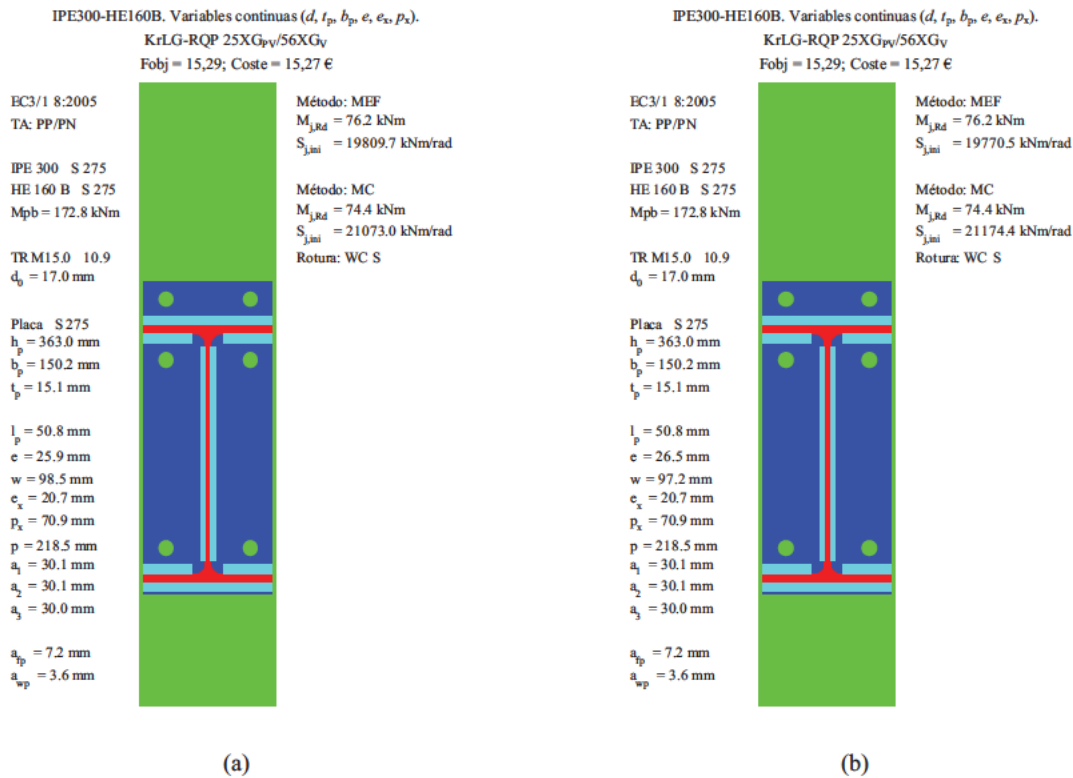 IPE300-HE160B. Variables continuas (d, tp, bp, e, ex, px).
KrLG-RQP 25XGPV/56XGV
Fobj = 15,29; Coste = 15,27 €
EC3/1 8:2005
TA: PP/PN
IPE 300 S 275
HE 160 B S 275
Mpb = 172.8 kNm
TR M15.0 10.9
d0 = 17.0 mm
Placa S 275
hp = 363.0 mm
bp = 150.2 mm
tp = 15.1 mm
lp = 50.8 mm
e = 25.9 mm
w = 98.5 mm
ex = 20.7 mm
px = 70.9 mm
p = 218.5 mm
a1 = 30.1 mm
a2 = 30.1 mm
a3 = 30.0 mm
afp = 7.2 mm
awp = 3.6 mm
Método: MEF
Mj,Rd = 76.2 kNm
Sj,ini = 19809.7 kNm/rad
Método: MC
Mj,Rd = 74.4 kNm
Sj,ini = 21073.0 kNm/rad
Rotura: WC S
(a)
IPE300-HE160B. Variables continuas (d, tp, bp, e, ex, px).
KrLG-RQP 25XGPV/56XGV
Fobj = 15,29; Coste = 15,27 €
EC3/1 8:2005
TA: PP/PN
IPE 300 S 275
HE 160 B S 275
Mpb = 172.8 kNm
TR M15.0 10.9
d0 = 17.0 mm
Placa S 275
hp = 363.0 mm
bp = 150.2 mm
tp = 15.1 mm
lp = 50.8 mm
e = 26.5 mm
w = 97.2 mm
ex = 20.7 mm
px = 70.9 mm
p = 218.5 mm
a1 = 30.1 mm
a2 = 30.1 mm
a3 = 30.0 mm
afp = 7.2 mm
awp = 3.6 mm
Método: MEF
Mj,Rd = 76.2 kNm
Sj,ini = 19770.5 kNm/rad
Método: MC
Mj,Rd = 74.4 kNm
Sj,ini = 21174.4 kNm/rad
Rotura: WC S
(b)